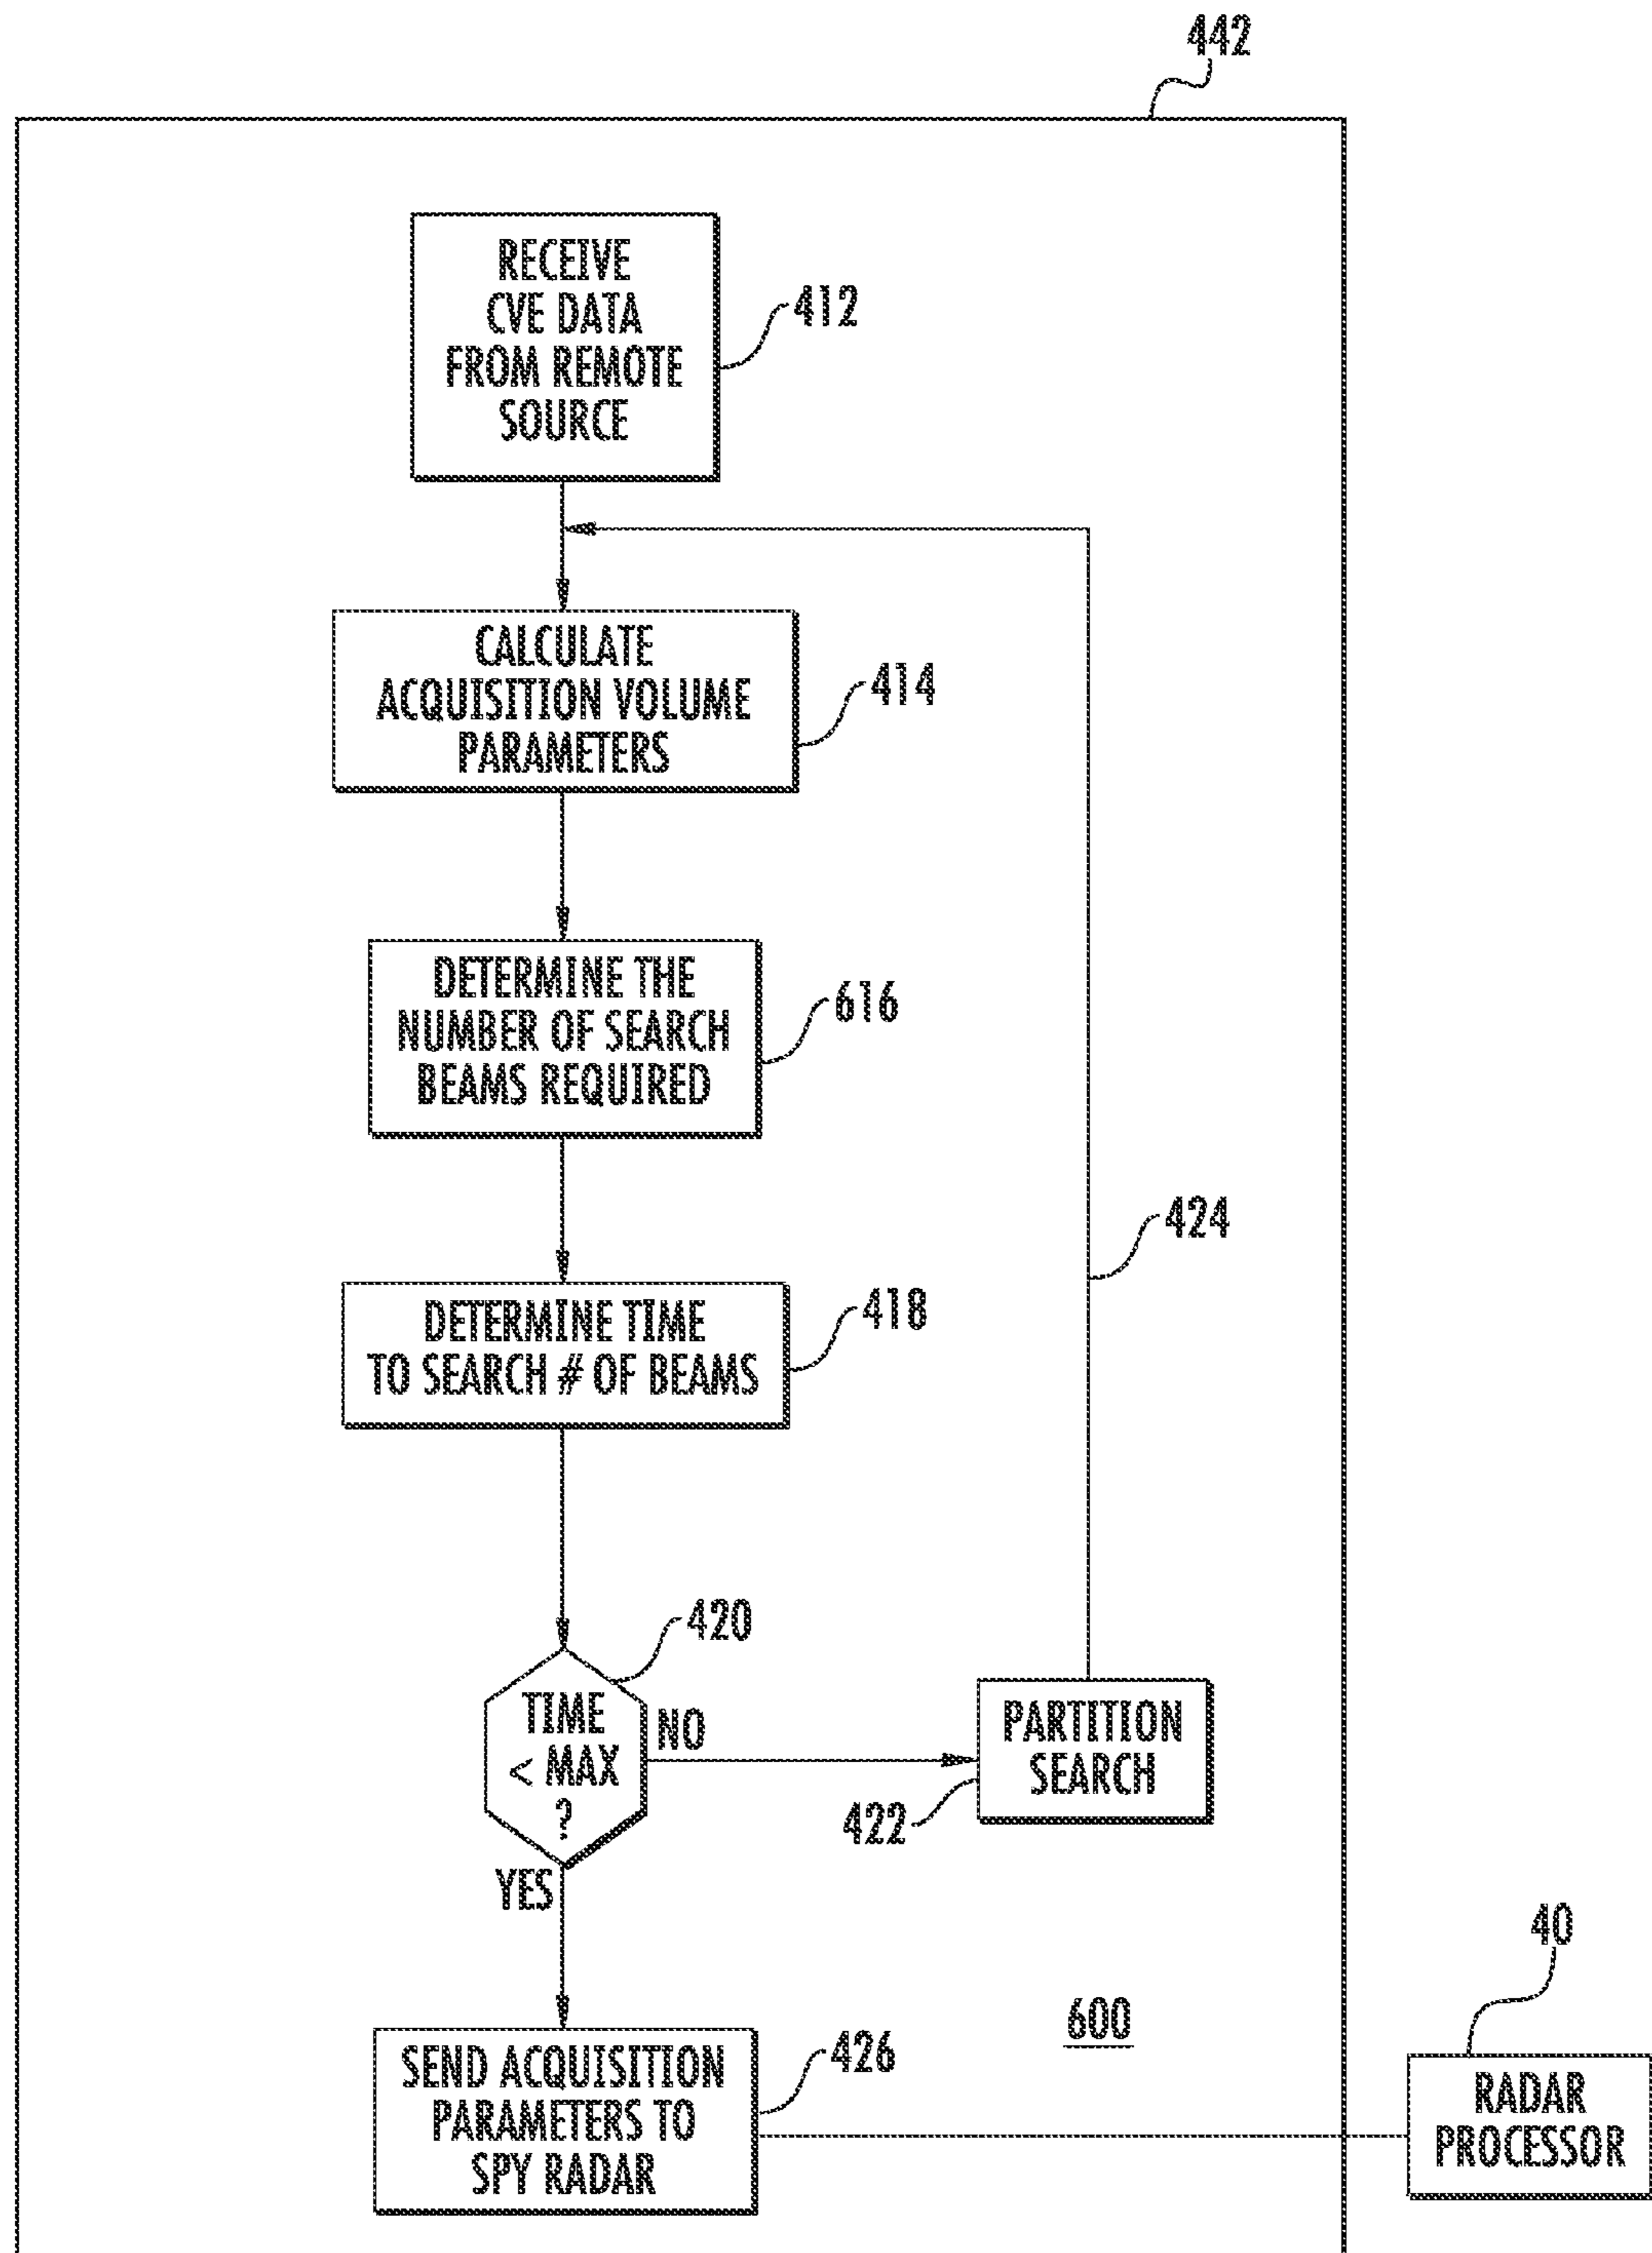 442
RECEIVE
CVE DATA
FROM REMOTE
SOURCE
412
CALCULATE
ACQUISITION VOLUME
PARAMETERS
414
DETERMINE THE
NUMBER OF SEARCH
BEAMS REQUIRED
616
424
DETERMINE TIME
TO SEARCH # OF BEAMS
418
420
TIME
< MAX
?
NO
YES
PARTITION
SEARCH
422
40
600
SEND ACQUISITION
PARAMETERS TO
SPY RADAR
426
RADAR
PROCESSOR